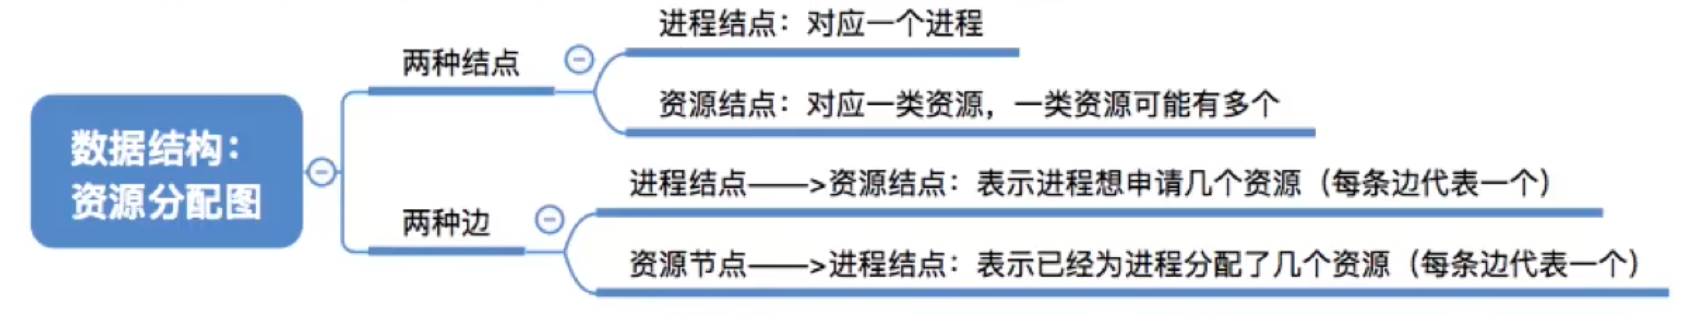 数据结构：
资源分配图
两种结点
进程结点：对应一个进程
资源结点：对应一类资源，一类资源可能有多个
两种边
进程结点——>资源结点：表示进程想申请几个资源（每条边代表一个）
资源节点——>进程结点：表示已经为进程分配了几个资源（每条边代表一个）